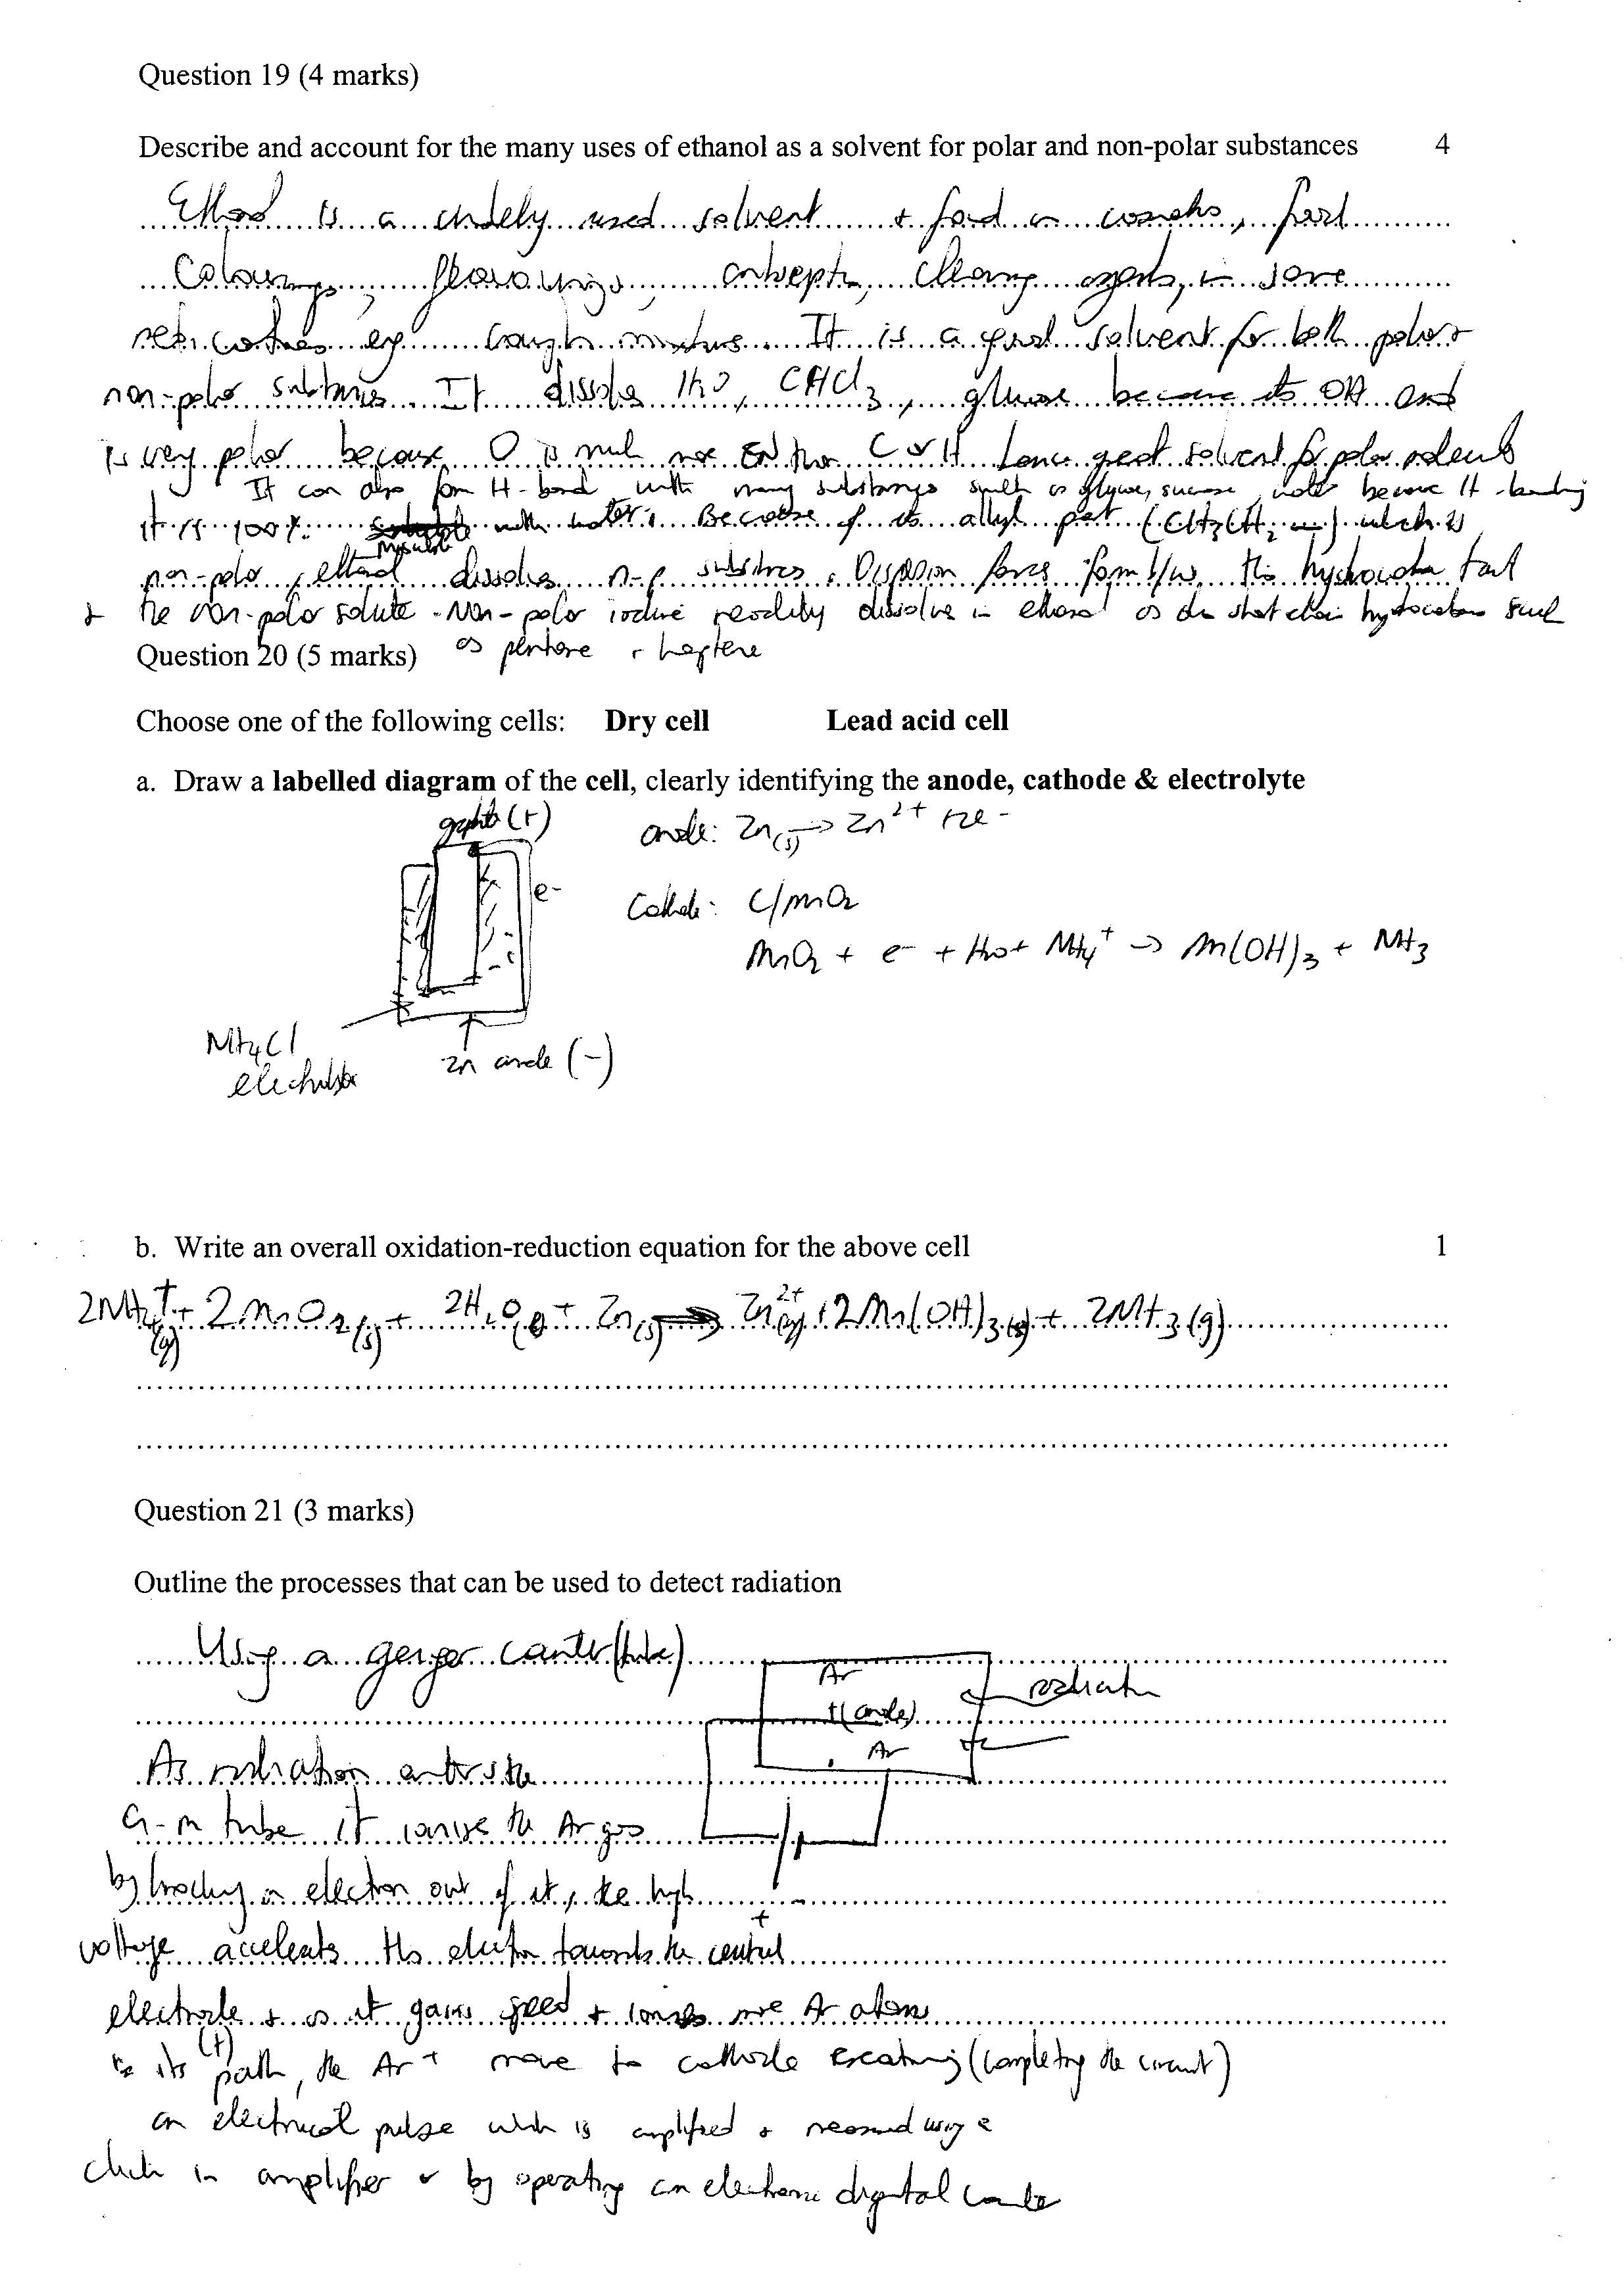 Question 19 (4 marks)
Describe and account for the many uses of ethanol as a solvent for polar and non-polar substances 4
Ethanol is a widely used solvent + found in cosmetics, food
colourings, flavourings, antiseptic, cleaning agents, in some
eg cough mixtures. It is a good solvent for both polar +
non-polar substances. It dissolves H2O, CHCl3, glucose because its OH end
is very polar because O is much more EN than C or H hence great solvent for polar solvents
It can also form H-bond with many substances such as glucose, sucrose, water because H-bonding
it is 100% miscible with water. Because of its alkyl part (CH3CH2 –) which is
non-polar, ethanol dissolves n-p substances. Dispersion forces form b/w this hydrocarbon tail
+ the non-polar solute. Non-polar iodine readily dissolve in ethanol as do short chain hydrocarbons such
as pentane + heptane
Question 20 (5 marks)
Choose one of the following cells: Dry cell Lead acid cell
a. Draw a labelled diagram of the cell, clearly identifying the anode, cathode & electrolyte
graphite (+)
anode: Zn(s) → Zn2+ + 2e-
e-
Cathode: C/MnO2
MnO2 + e- + H2O + NH4+ → Mn(OH)3 + NH3
NH4Cl
electrolyte
Zn anode (-)
b. Write an overall oxidation-reduction equation for the above cell 1
2NH4+ + 2MnO2(s) + 2H2O(l) + Zn(s) → Zn2+ + 2Mn(OH)3(s) + 2NH3(g)
Question 21 (3 marks)
Outline the processes that can be used to detect radiation
Using a geiger counter (tube)
Ar
radiation
+(anode)
Ar
As radiation enters the
G-M tube it ionise the Ar gas
by knocking an electron out of it, the high
voltage accelerates this electron towards the central
electrode (+) + as it gains speed + ionises more Ar atoms
in its path, the Ar+ move to cathode creating (completing the circuit)
an electrical pulse which is amplified + measured using a
click in amplifier or by operating an electronic digital counter